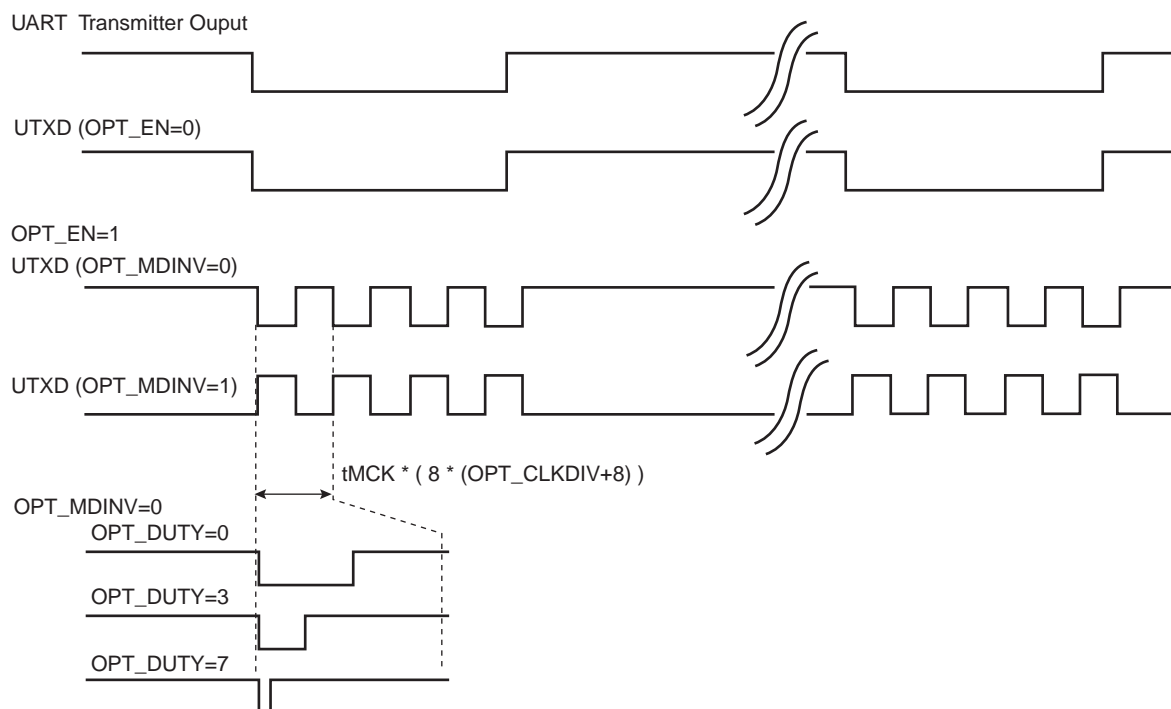 UART Transmitter Ouput
UTXD (OPT_EN=0)
OPT_EN=1
UTXD (OPT_MDINV=0)
UTXD (OPT_MDINV=1)
tMCK * ( 8 * (OPT_CLKDIV+8) )
OPT_MDINV=0
OPT_DUTY=0
OPT_DUTY=3
OPT_DUTY=7